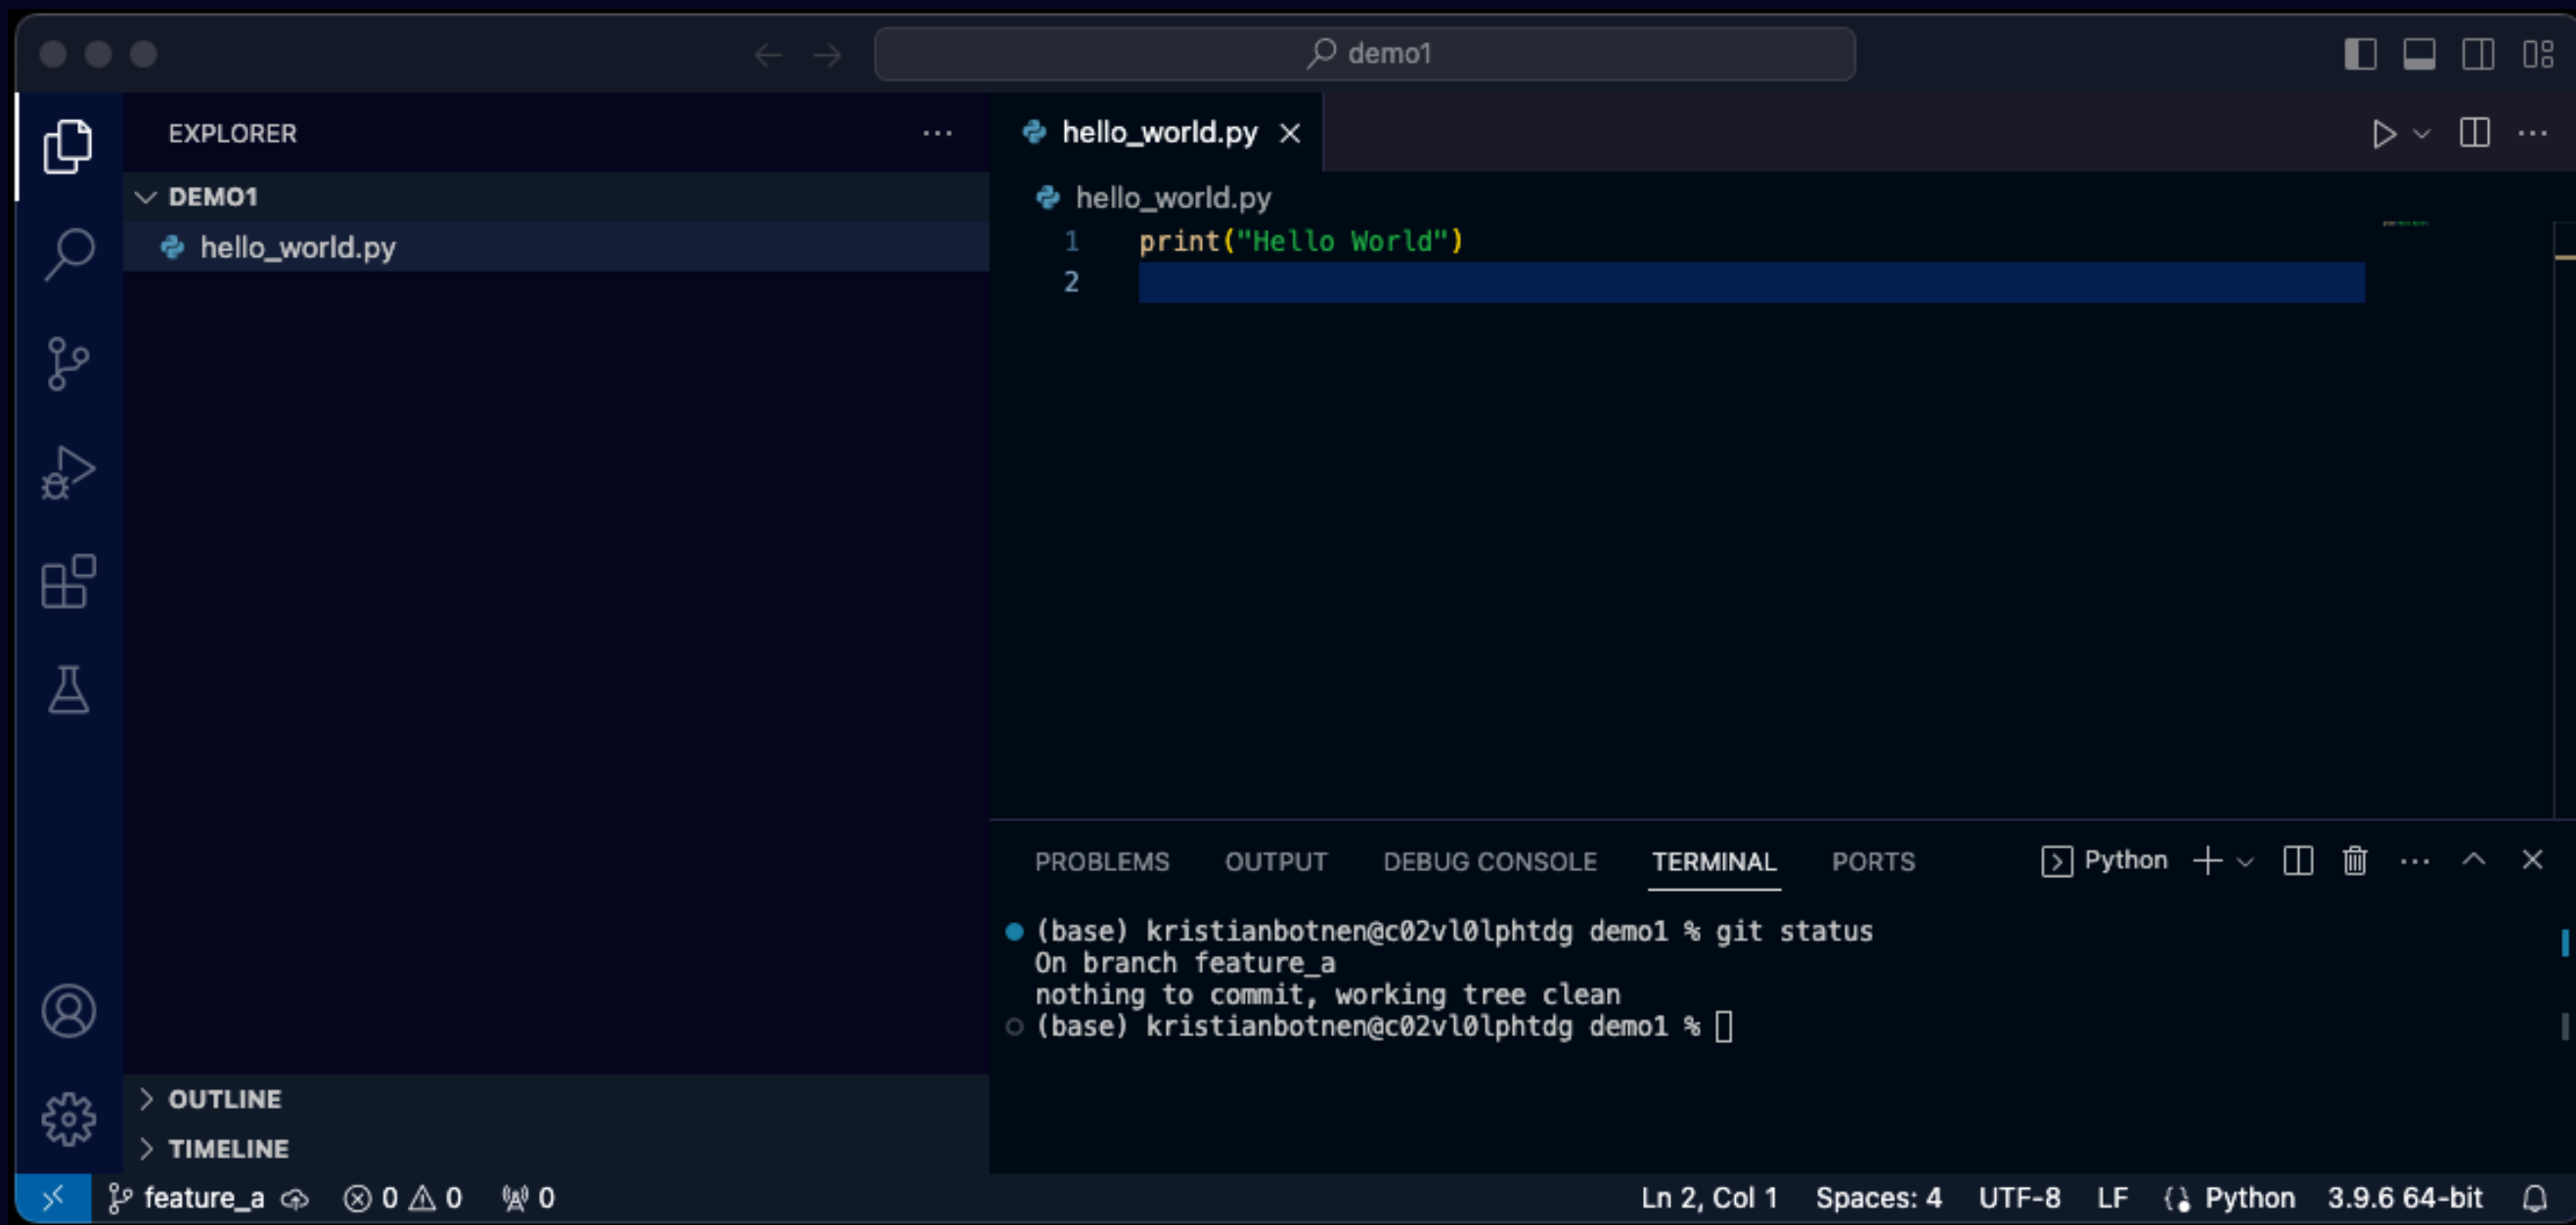 demo1
EXPLORER
DEMO1
hello_world.py
OUTLINE
TIMELINE
hello_world.py
hello_world.py
1 print("Hello World")
2
PROBLEMS OUTPUT DEBUG CONSOLE TERMINAL PORTS Python
(base) kristianbotnen@c02vl0lphtdg demo1 % git status
On branch feature_a
nothing to commit, working tree clean
(base) kristianbotnen@c02vl0lphtdg demo1 %
feature_a 0 0 0 Ln 2, Col 1 Spaces: 4 UTF-8 LF Python 3.9.6 64-bit